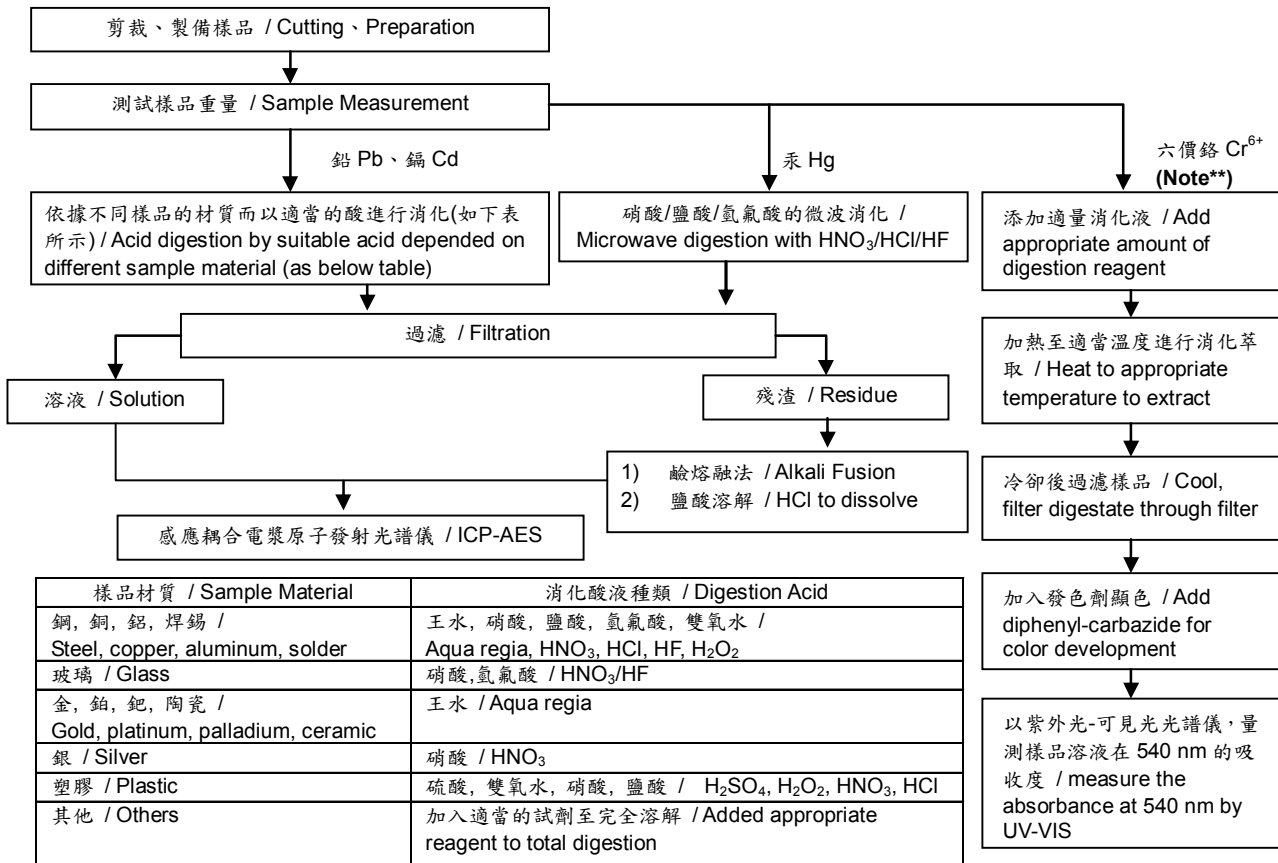 剪裁、製備樣品 / Cutting、Preparation
測試樣品重量 / Sample Measurement
鉛 Pb、鎘 Cd
汞 Hg
六價鉻 Cr6+
(Note**)
依據不同樣品的材質而以適當的酸進行消化(如下表
所示) / Acid digestion by suitable acid depended on
different sample material (as below table)
硝酸/鹽酸/氫氟酸的微波消化 /
Microwave digestion with HNO3/HCl/HF
添加適量消化液 / Add
appropriate amount of
digestion reagent
過濾 / Filtration
加熱至適當溫度進行消化萃
取 / Heat to appropriate
temperature to extract
溶液 / Solution
殘渣 / Residue
1) 鹼熔融法 / Alkali Fusion
2) 鹽酸溶解 / HCl to dissolve
冷卻後過濾樣品 / Cool,
filter digestate through filter
感應耦合電漿原子發射光譜儀 / ICP-AES
加入發色劑顯色 / Add
diphenyl-carbazide for
color development
以紫外光-可見光光譜儀，量
測樣品溶液在 540 nm 的吸
收度 / measure the
absorbance at 540 nm by
UV-VIS
樣品材質 / Sample Material
消化酸液種類 / Digestion Acid
鋼, 銅, 鋁, 焊錫 /
Steel, copper, aluminum, solder
王水, 硝酸, 鹽酸, 氫氟酸, 雙氧水 /
Aqua regia, HNO3, HCl, HF, H2O2
玻璃 / Glass
硝酸,氫氟酸 / HNO3/HF
金, 鉑, 鈀, 陶瓷 /
Gold, platinum, palladium, ceramic
王水 / Aqua regia
銀 / Silver
硝酸 / HNO3
塑膠 / Plastic
硫酸, 雙氧水, 硝酸, 鹽酸 / H2SO4, H2O2, HNO3, HCl
其他 / Others
加入適當的試劑至完全溶解 / Added appropriate
reagent to total digestion